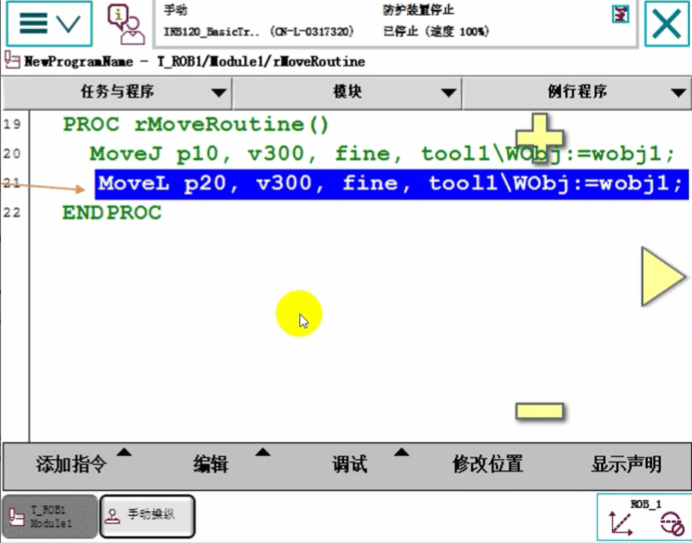 手动
防护装置停止
IRB120_BasicTr.. (CN-L-0317320)
已停止 (速度 100%)
NewProgramName - T_ROB1/Module1/rMoveRoutine
任务与程序
模块
例行程序
19 PROC rMoveRoutine()
20 MoveJ p10, v300, fine, tool1\WObj:=wobj1;
21 MoveL p20, v300, fine, tool1\WObj:=wobj1;
22 ENDPROC
添加指令
编辑
调试
修改位置
显示声明
T_ROB1
Module1
手动操纵
ROB_1